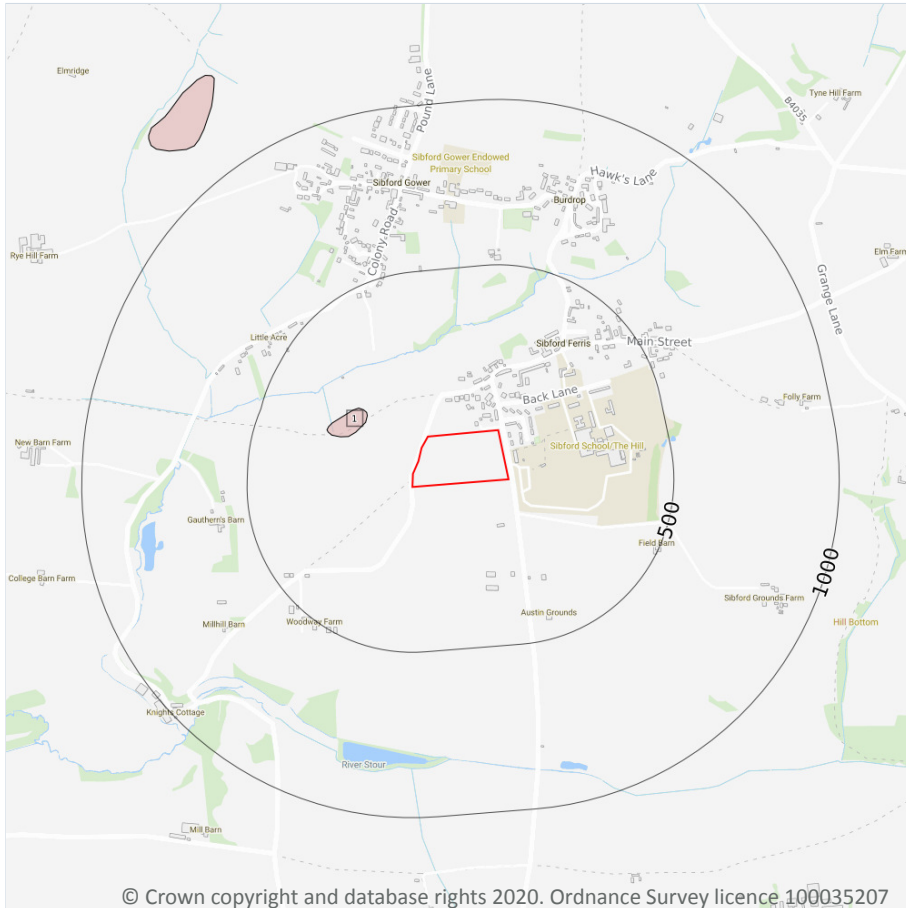 Elmridge
Pound Lane
Tyne Hill Farm
B4035
Sibford Gower Endowed
Primary School
Hawk's Lane
Sibford Gower
Burdrop
Colony Road
Rye Hill Farm
Elm Farm
Grange Lane
Little Acre
Sibford Ferris
Main Street
Back Lane
Folly Farm
1
New Barn Farm
Sibford School/The Hill,
Gauthern's Barn
500
Field Barn
1000
College Barn Farm
Sibford Grounds Farm
Austin Grounds
Millhill Barn
Woodway Farm
Hill Bottom
Knights Cottage
River Stour
Mill Barn
© Crown copyright and database rights 2020. Ordnance Survey licence 100035207